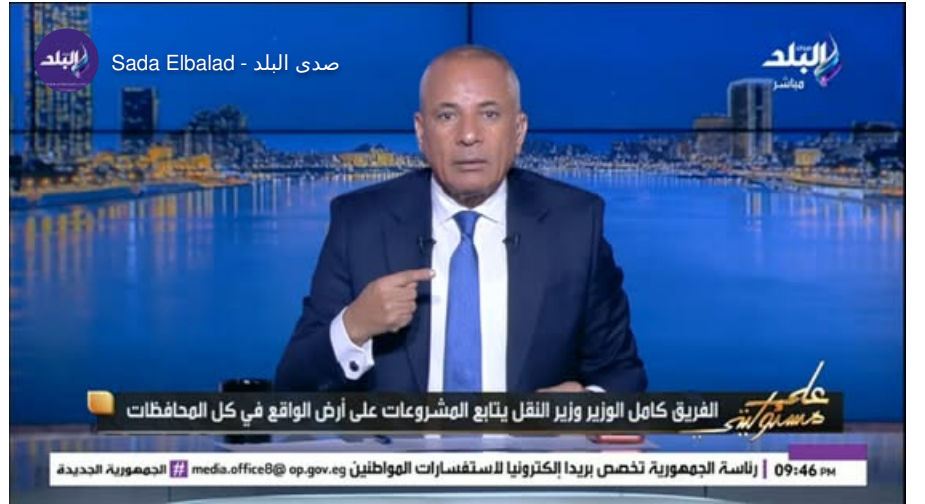 البلد
Sada Elbalad - صدى البلد
صدى البلد
مباشر
على مسئوليتي
الفريق كامل الوزير وزير النقل يتابع المشروعات على أرض الواقع في كل المحافظات
09:46 PM | رئاسة الجمهورية تخصص بريدا إلكترونيا لاستفسارات المواطنين media.office8@ op.gov.eg # الجمهورية الجديدة